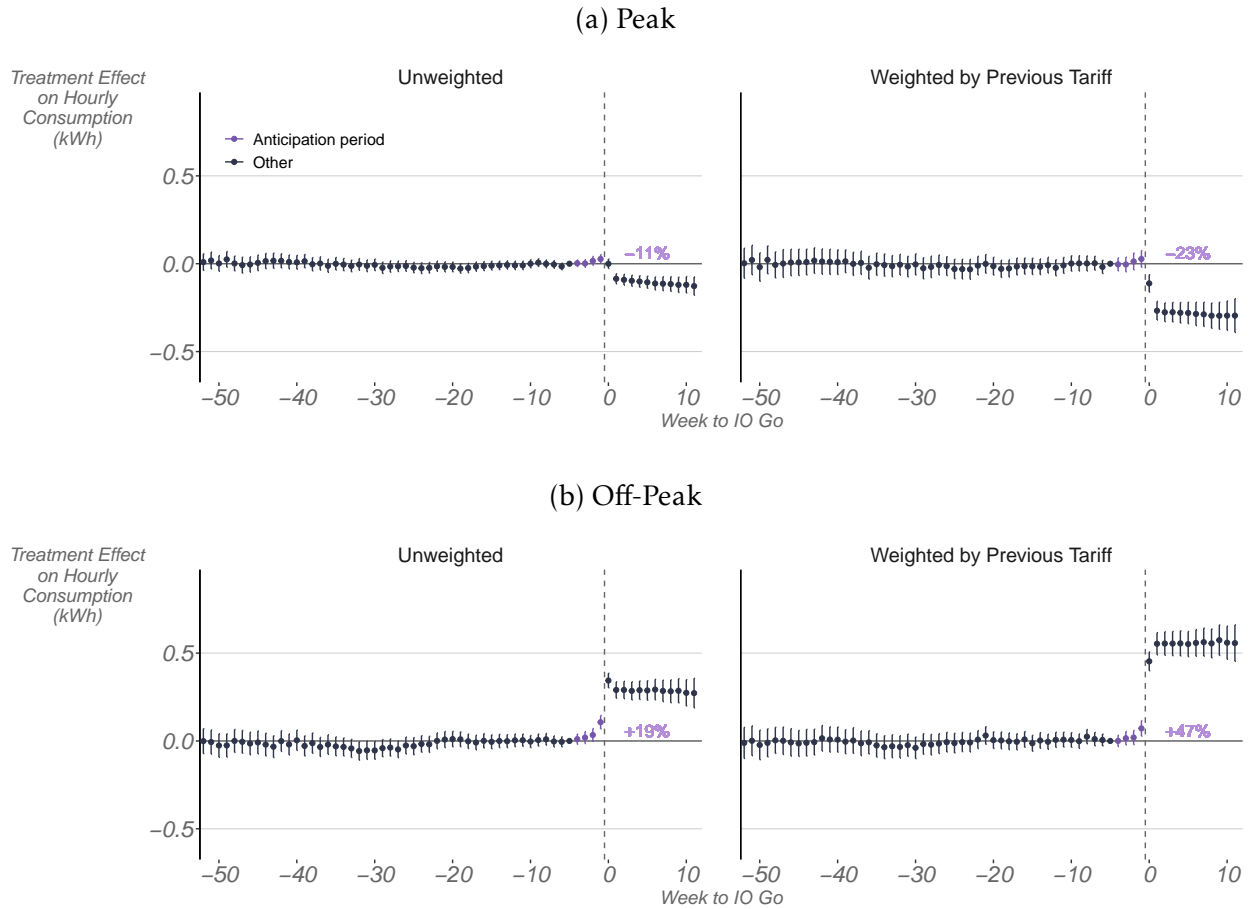 (a) Peak
Treatment Effect
on Hourly
Consumption
(kWh)
Unweighted
Weighted by Previous Tariff
Anticipation period
Other
0.5
0.0
−0.5
−11%
−23%
−50 −40 −30 −20 −10 0 10
−50 −40 −30 −20 −10 0 10
Week to IO Go
(b) Off-Peak
Treatment Effect
on Hourly
Consumption
(kWh)
Unweighted
Weighted by Previous Tariff
0.5
0.0
−0.5
+19%
+47%
−50 −40 −30 −20 −10 0 10
−50 −40 −30 −20 −10 0 10
Week to IO Go